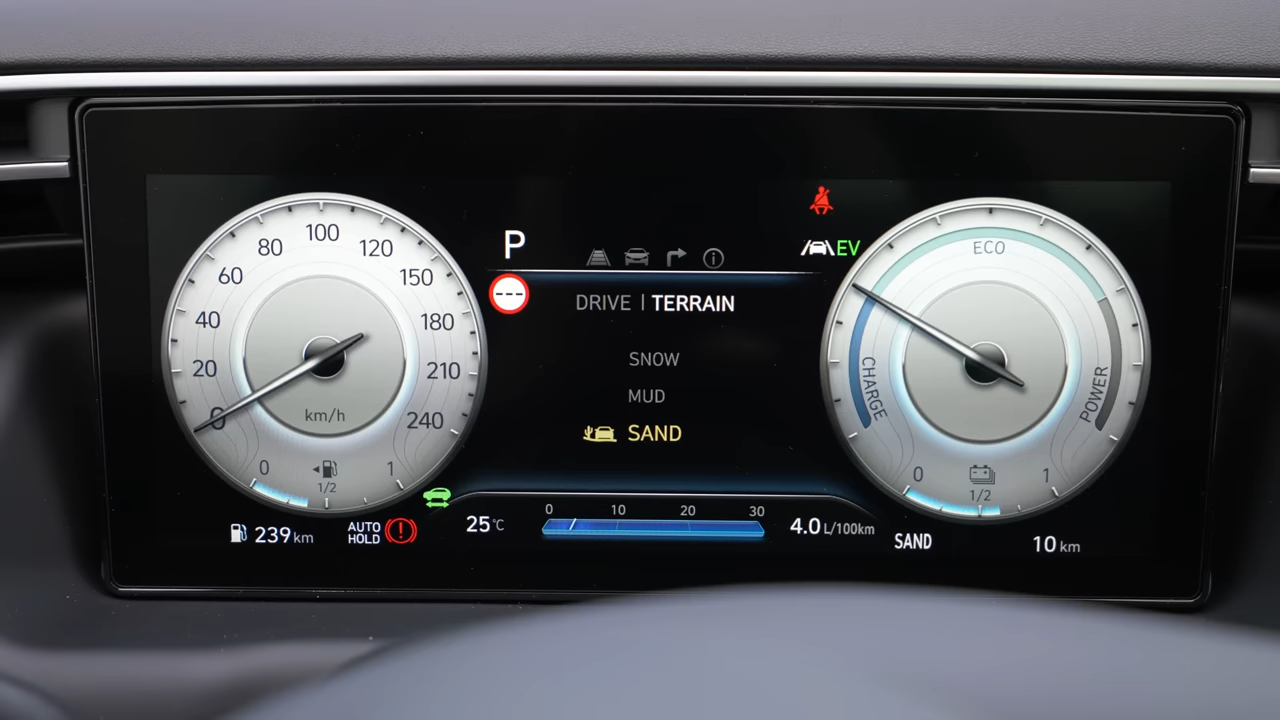 100
80
120
60
150
40
180
20
210
0
240
km/h
0
1
1/2
239 km
AUTO
HOLD
P
---
DRIVE | TERRAIN
SNOW
MUD
SAND
25 °C
0 10 20 30
4.0 L/100km
EV
ECO
CHARGE
POWER
0
1
1/2
SAND
10 km